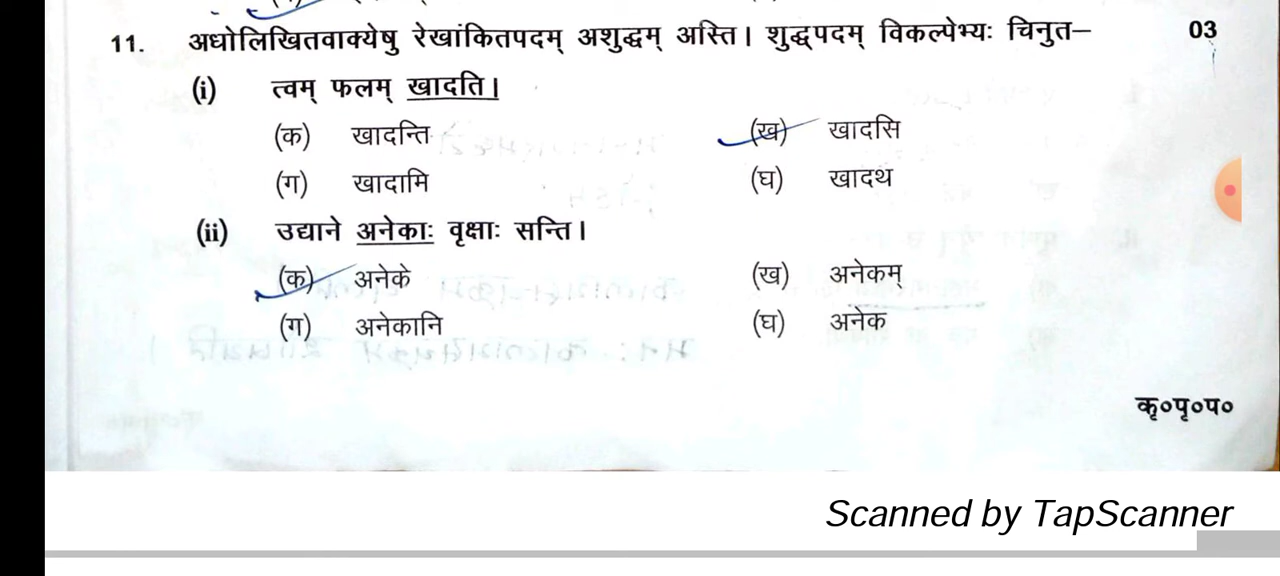 11. अधोलिखितवाक्येषु रेखांकितपदम् अशुद्धम् अस्ति। शुद्धपदम् विकल्पेभ्यः चिनुत– 03
(i) त्वम् फलम् खादति।
(क) खादन्ति (ख) खादसि
(ग) खादामि (घ) खादथ
(ii) उद्याने अनेकाः वृक्षाः सन्ति।
(क) अनेके (ख) अनेकम्
(ग) अनेकानि (घ) अनेक
कृ०पृ०प०
Scanned by TapScanner